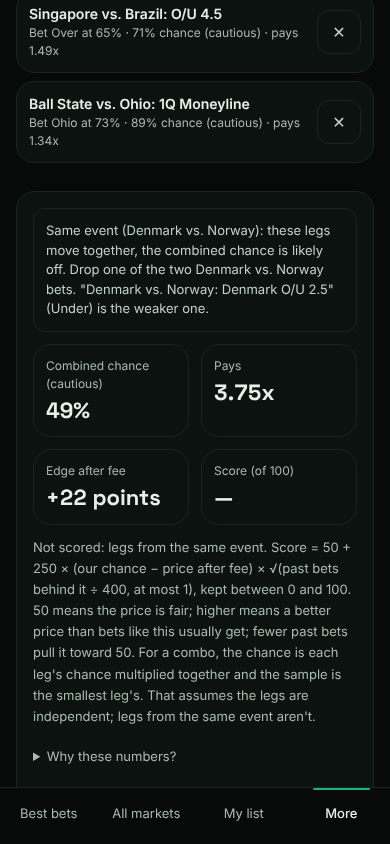 Singapore vs. Brazil: O/U 4.5
Bet Over at 65% · 71% chance (cautious) · pays
1.49x
✕
Ball State vs. Ohio: 1Q Moneyline
Bet Ohio at 73% · 89% chance (cautious) · pays
1.34x
✕
Same event (Denmark vs. Norway): these legs
move together, the combined chance is likely
off. Drop one of the two Denmark vs. Norway
bets. "Denmark vs. Norway: Denmark O/U 2.5"
(Under) is the weaker one.
Combined chance
(cautious)
49%
Pays
3.75x
Edge after fee
+22 points
Score (of 100)
—
Not scored: legs from the same event. Score = 50 +
250 × (our chance − price after fee) × √(past bets
behind it ÷ 400, at most 1), kept between 0 and 100.
50 means the price is fair; higher means a better
price than bets like this usually get; fewer past bets
pull it toward 50. For a combo, the chance is each
leg's chance multiplied together and the sample is
the smallest leg's. That assumes the legs are
independent; legs from the same event aren't.
▶ Why these numbers?
Best bets
All markets
My list
More